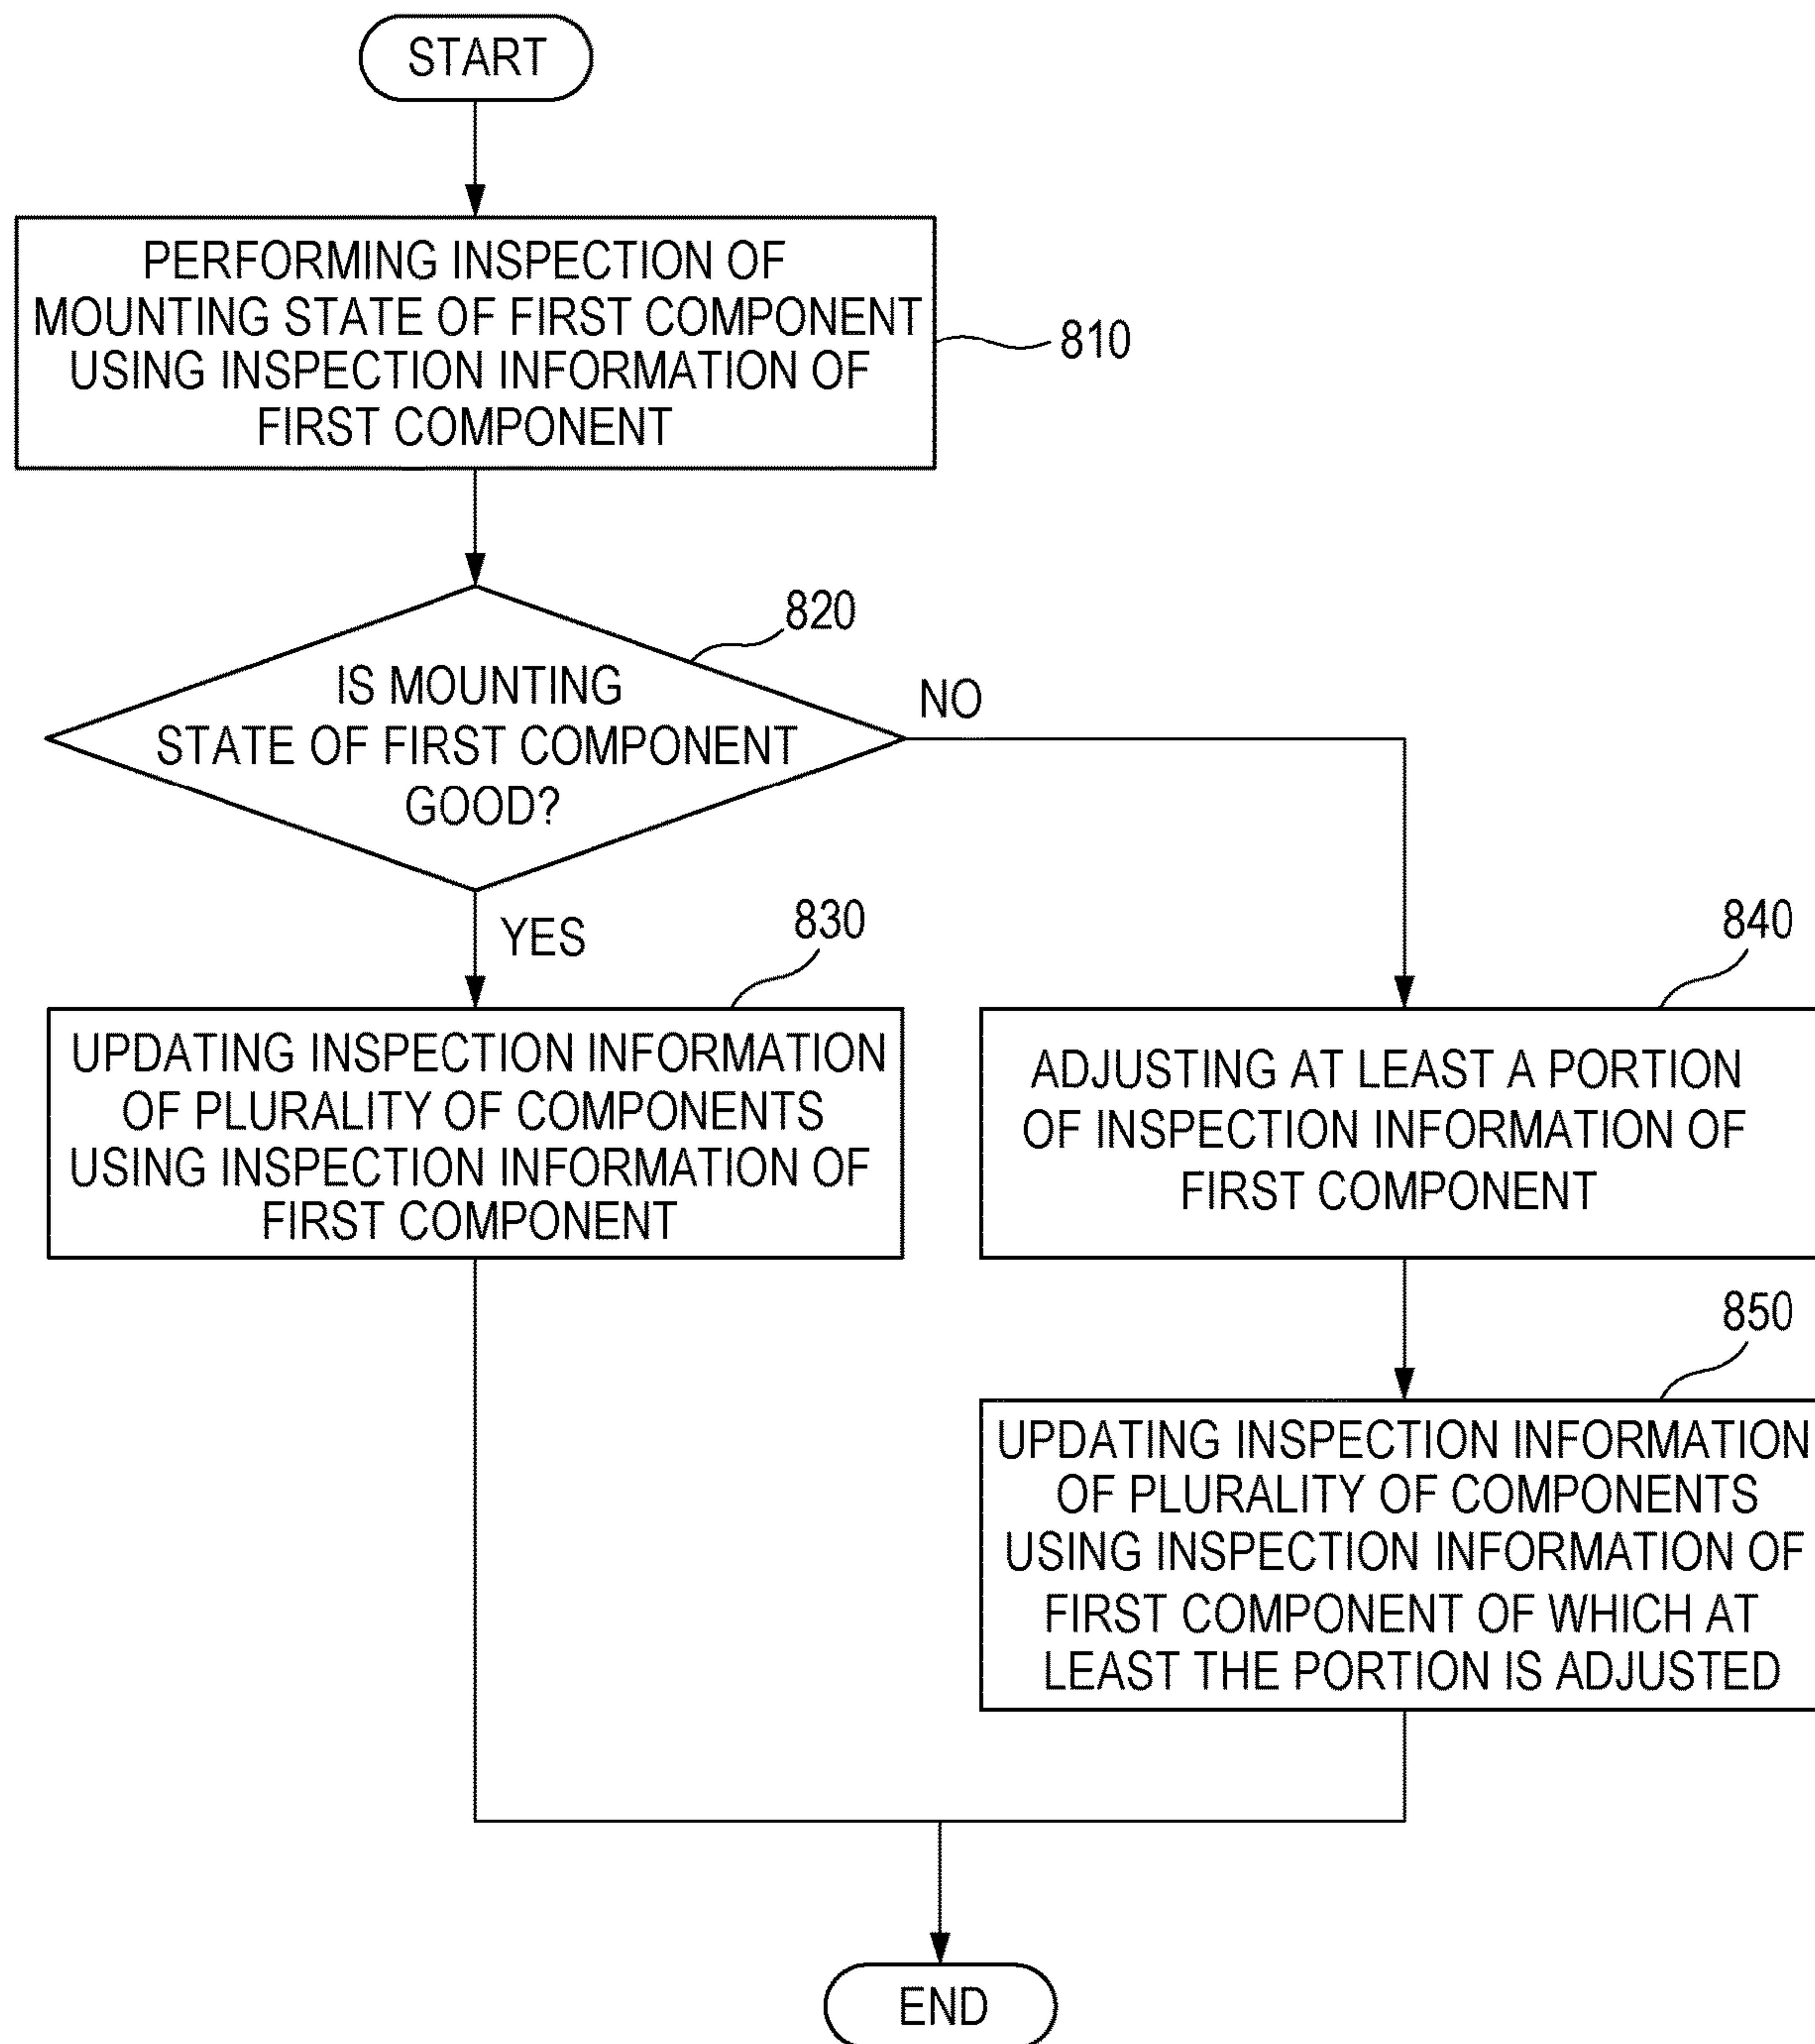 START
PERFORMING INSPECTION OF
MOUNTING STATE OF FIRST COMPONENT
USING INSPECTION INFORMATION OF
FIRST COMPONENT
810
820
IS MOUNTING
STATE OF FIRST COMPONENT
GOOD?
NO
YES
830
UPDATING INSPECTION INFORMATION
OF PLURALITY OF COMPONENTS
USING INSPECTION INFORMATION OF
FIRST COMPONENT
840
ADJUSTING AT LEAST A PORTION
OF INSPECTION INFORMATION OF
FIRST COMPONENT
850
UPDATING INSPECTION INFORMATION
OF PLURALITY OF COMPONENTS
USING INSPECTION INFORMATION OF
FIRST COMPONENT OF WHICH AT
LEAST THE PORTION IS ADJUSTED
END